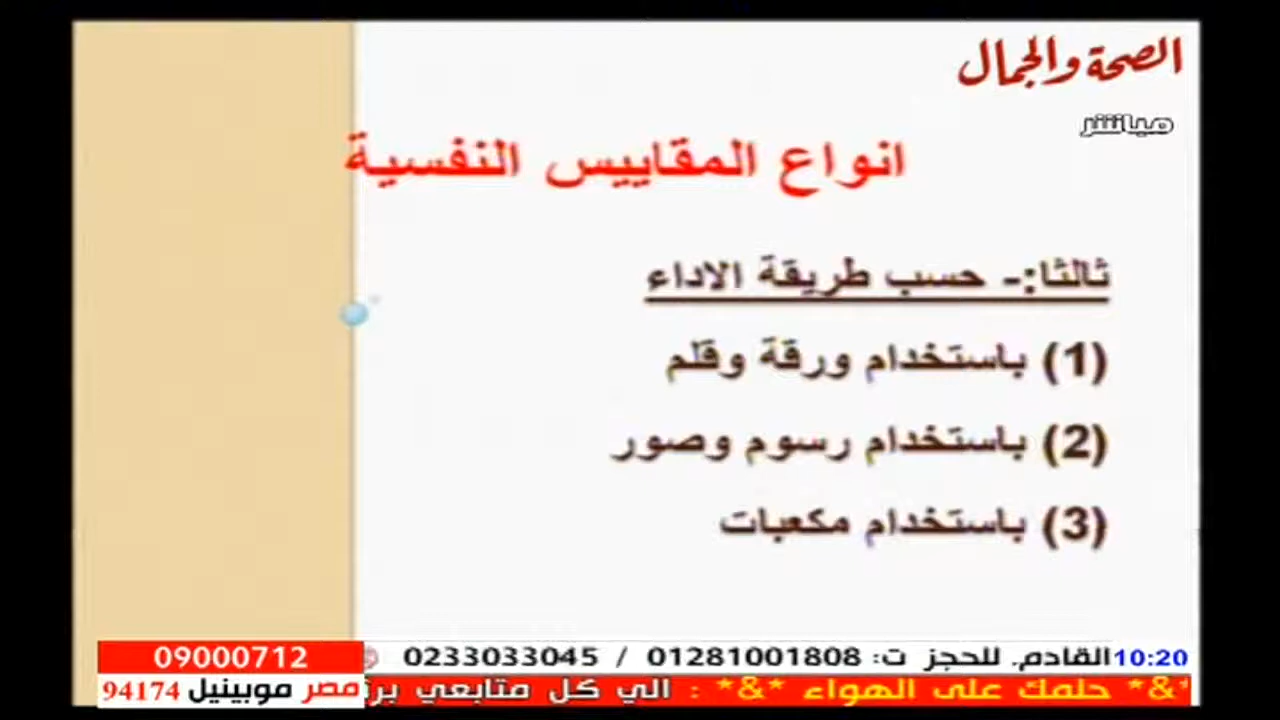 الصحة والجمال
مباشر
انواع المقاييس النفسية
ثالثا:- حسب طريقة الاداء
(1) باستخدام ورقة وقلم
(2) باستخدام رسوم وصور
(3) باستخدام مكعبات
10:20 القادم. للحجز ت: 01281001808 / 0233033045
09000712
*&* حلمك على الهواء *&* : الي كل متابعي
مصر موبينيل 94174